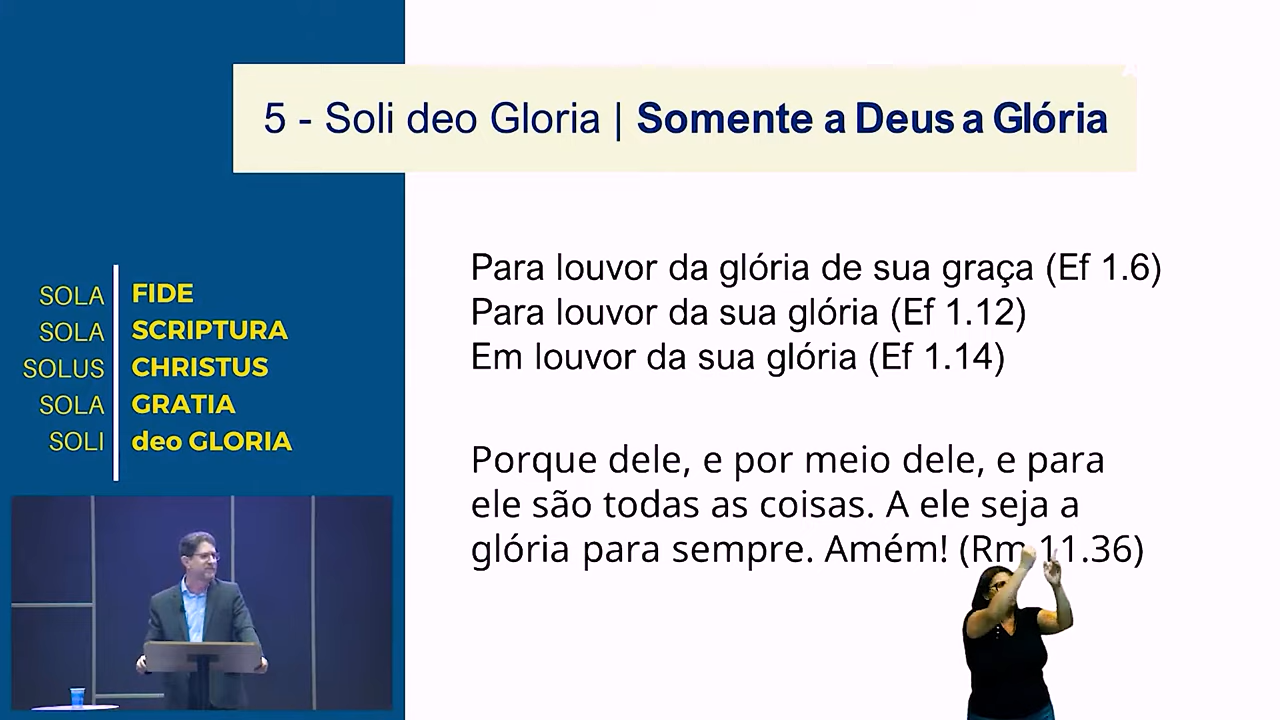 5 - Soli deo Gloria | Somente a Deus a Glória
SOLA FIDE
SOLA SCRIPTURA
SOLUS CHRISTUS
SOLA GRATIA
SOLI deo GLORIA
Para louvor da glória de sua graça (Ef 1.6)
Para louvor da sua glória (Ef 1.12)
Em louvor da sua glória (Ef 1.14)
Porque dele, e por meio dele, e para
ele são todas as coisas. A ele seja a
glória para sempre. Amém! (Rm 11.36)